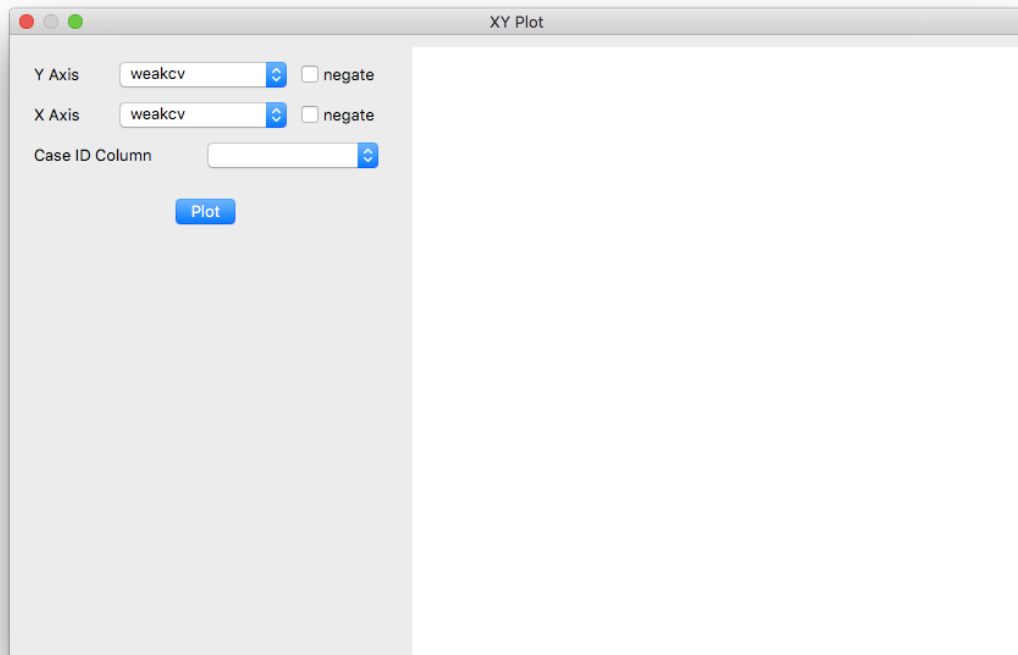 XY Plot
Y Axis weakcv negate
X Axis weakcv negate
Case ID Column
Plot